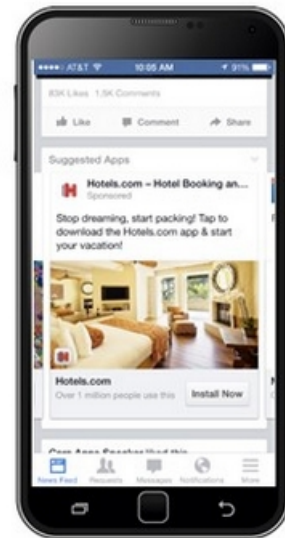 AT&T 10:05 AM 91%
83K Likes 1.5K Comments
Like Comment Share
Suggested Apps
Hotels.com – Hotel Booking an...
Sponsored
Stop dreaming, start packing! Tap to
download the Hotels.com app & start
your vacation!
Hotels.com
Over 1 million people use this
Install Now
liked this
News Feed Requests Messages Notifications More